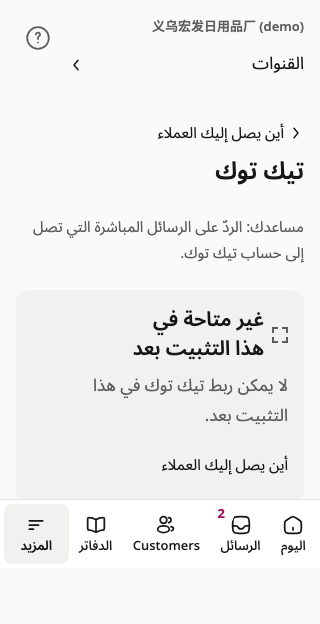 义乌宏发日用品厂 (demo)
القنوات
أين يصل إليك العملاء
تيك توك
مساعدك: الردّ على الرسائل المباشرة التي تصل
إلى حساب تيك توك.
غير متاحة في
هذا التثبيت بعد
لا يمكن ربط تيك توك في هذا
التثبيت بعد.
أين يصل إليك العملاء
اليوم
الرسائل 2
Customers
الدفاتر
المزيد